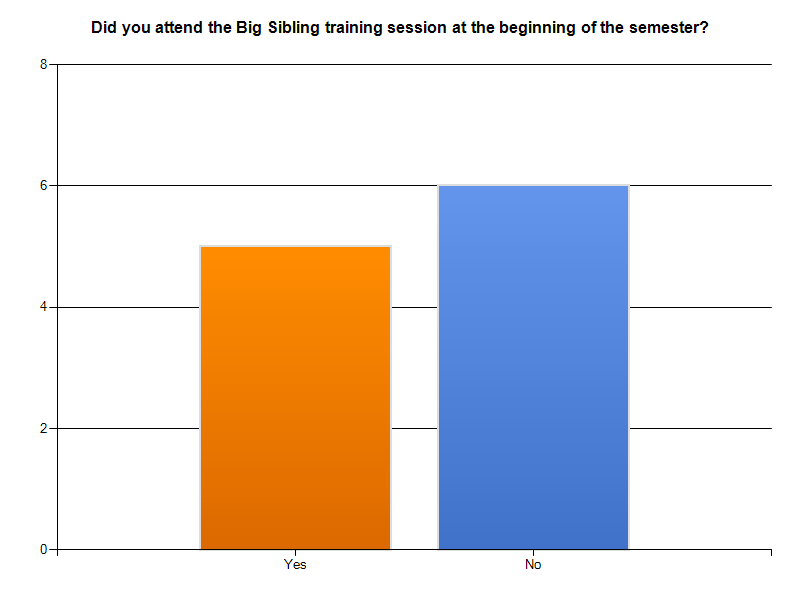 Did you attend the Big Sibling training session at the beginning of the semester?
8
6
4
2
0
Yes No